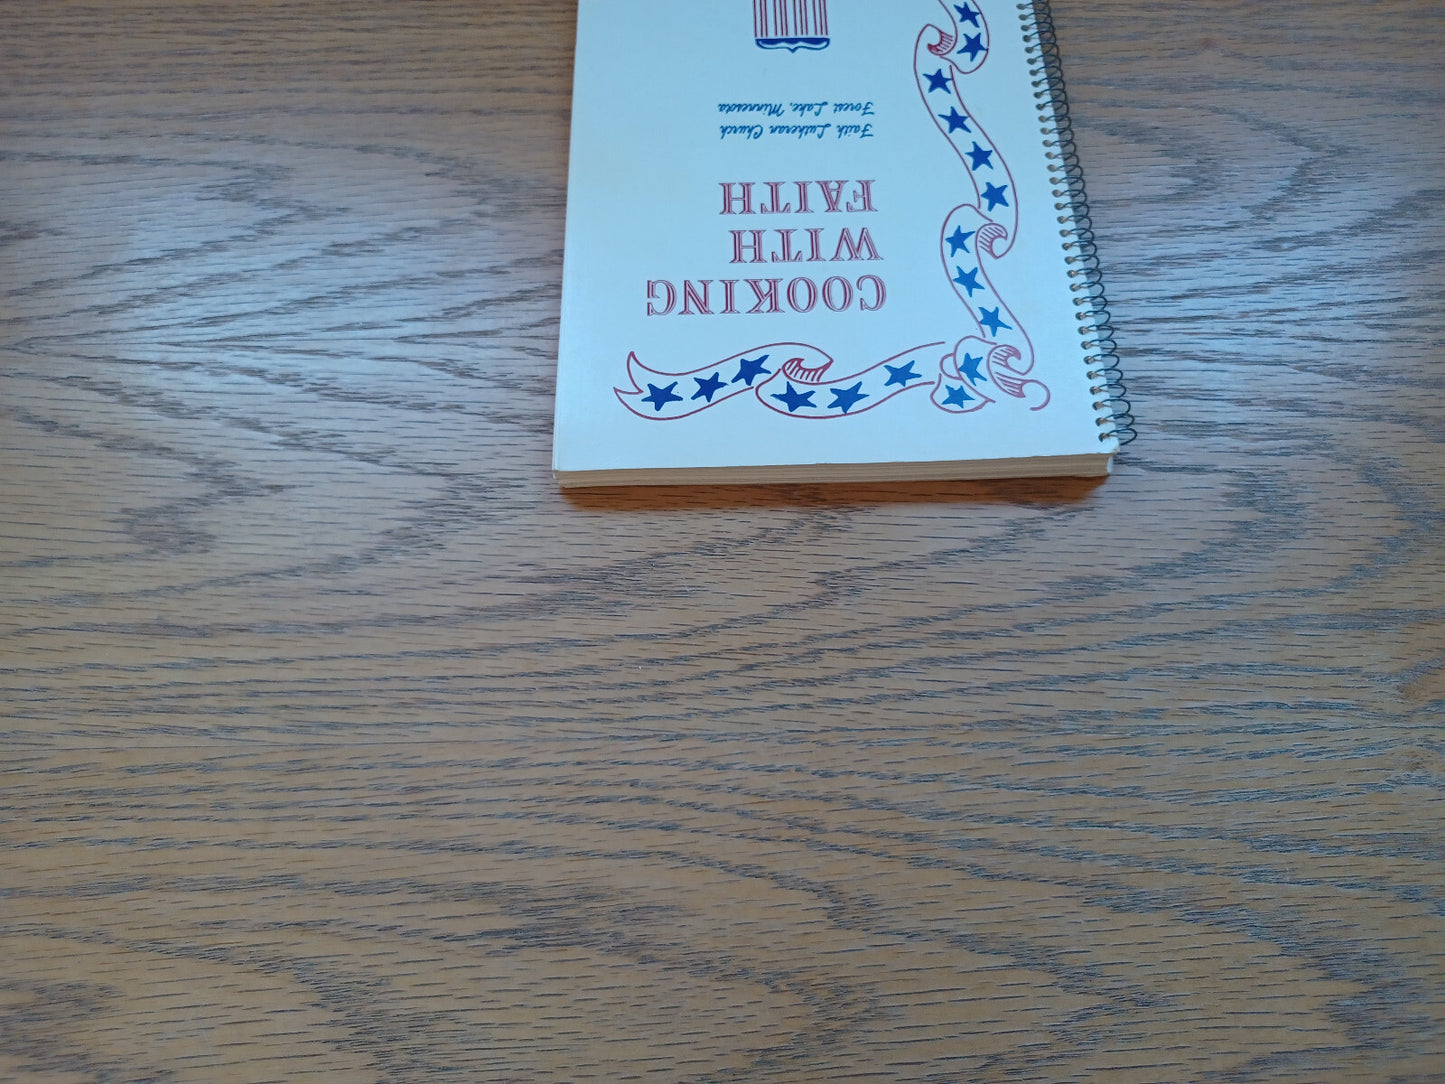 COOKING
WITH
FAITH
Faith Lutheran Church
Forest Lake, Minnesota